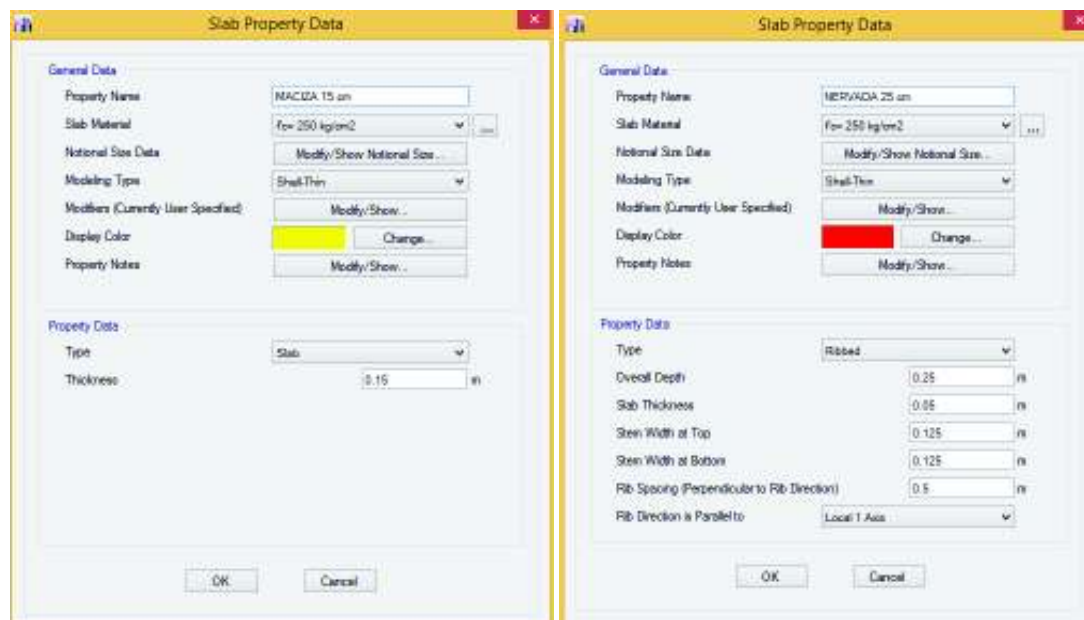 Slab Property Data
General Data
Property Name MACIZA 15 cm
Slab Material f'c= 250 kg/cm2 ...
Notional Size Data Modify/Show Notional Size...
Modeling Type Shell-Thin
Modifiers (Currently User Specified) Modify/Show...
Display Color Change...
Property Notes Modify/Show...
Property Data
Type Slab
Thickness 0.15 m
OK Cancel
Slab Property Data
General Data
Property Name NERVADA 25 cm
Slab Material f'c= 250 kg/cm2 ...
Notional Size Data Modify/Show Notional Size...
Modeling Type Shell-Thin
Modifiers (Currently User Specified) Modify/Show...
Display Color Change...
Property Notes Modify/Show...
Property Data
Type Ribbed
Overall Depth 0.25 m
Slab Thickness 0.05 m
Stem Width at Top 0.125 m
Stem Width at Bottom 0.125 m
Rib Spacing (Perpendicular to Rib Direction) 0.5 m
Rib Direction is Parallel to Local 1 Axis
OK Cancel